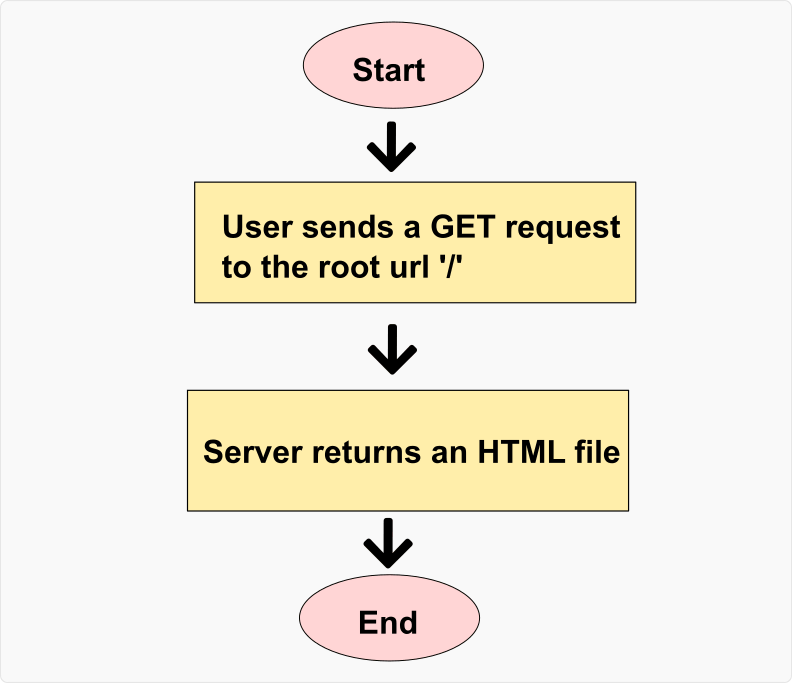 Start
User sends a GET request
to the root url '/'
Server returns an HTML file
End